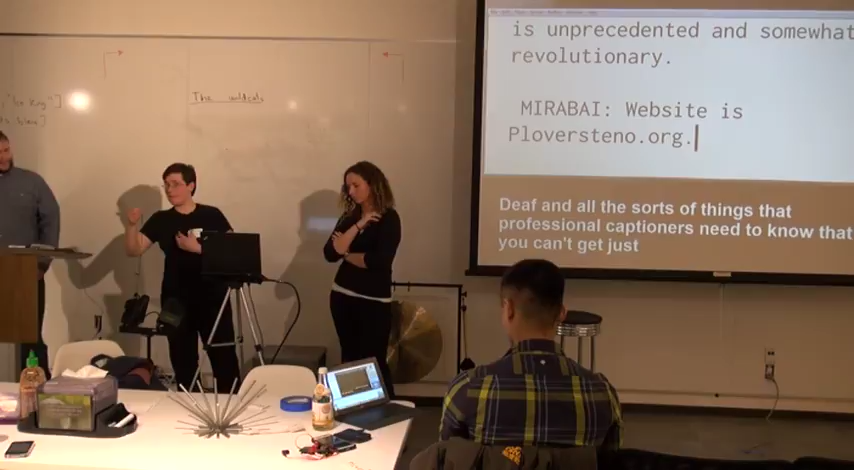 is unprecedented and somewhat
revolutionary.
MIRABAI: Website is
Ploversteno.org.
Deaf and all the sorts of things that
professional captioners need to know that
you can't get just